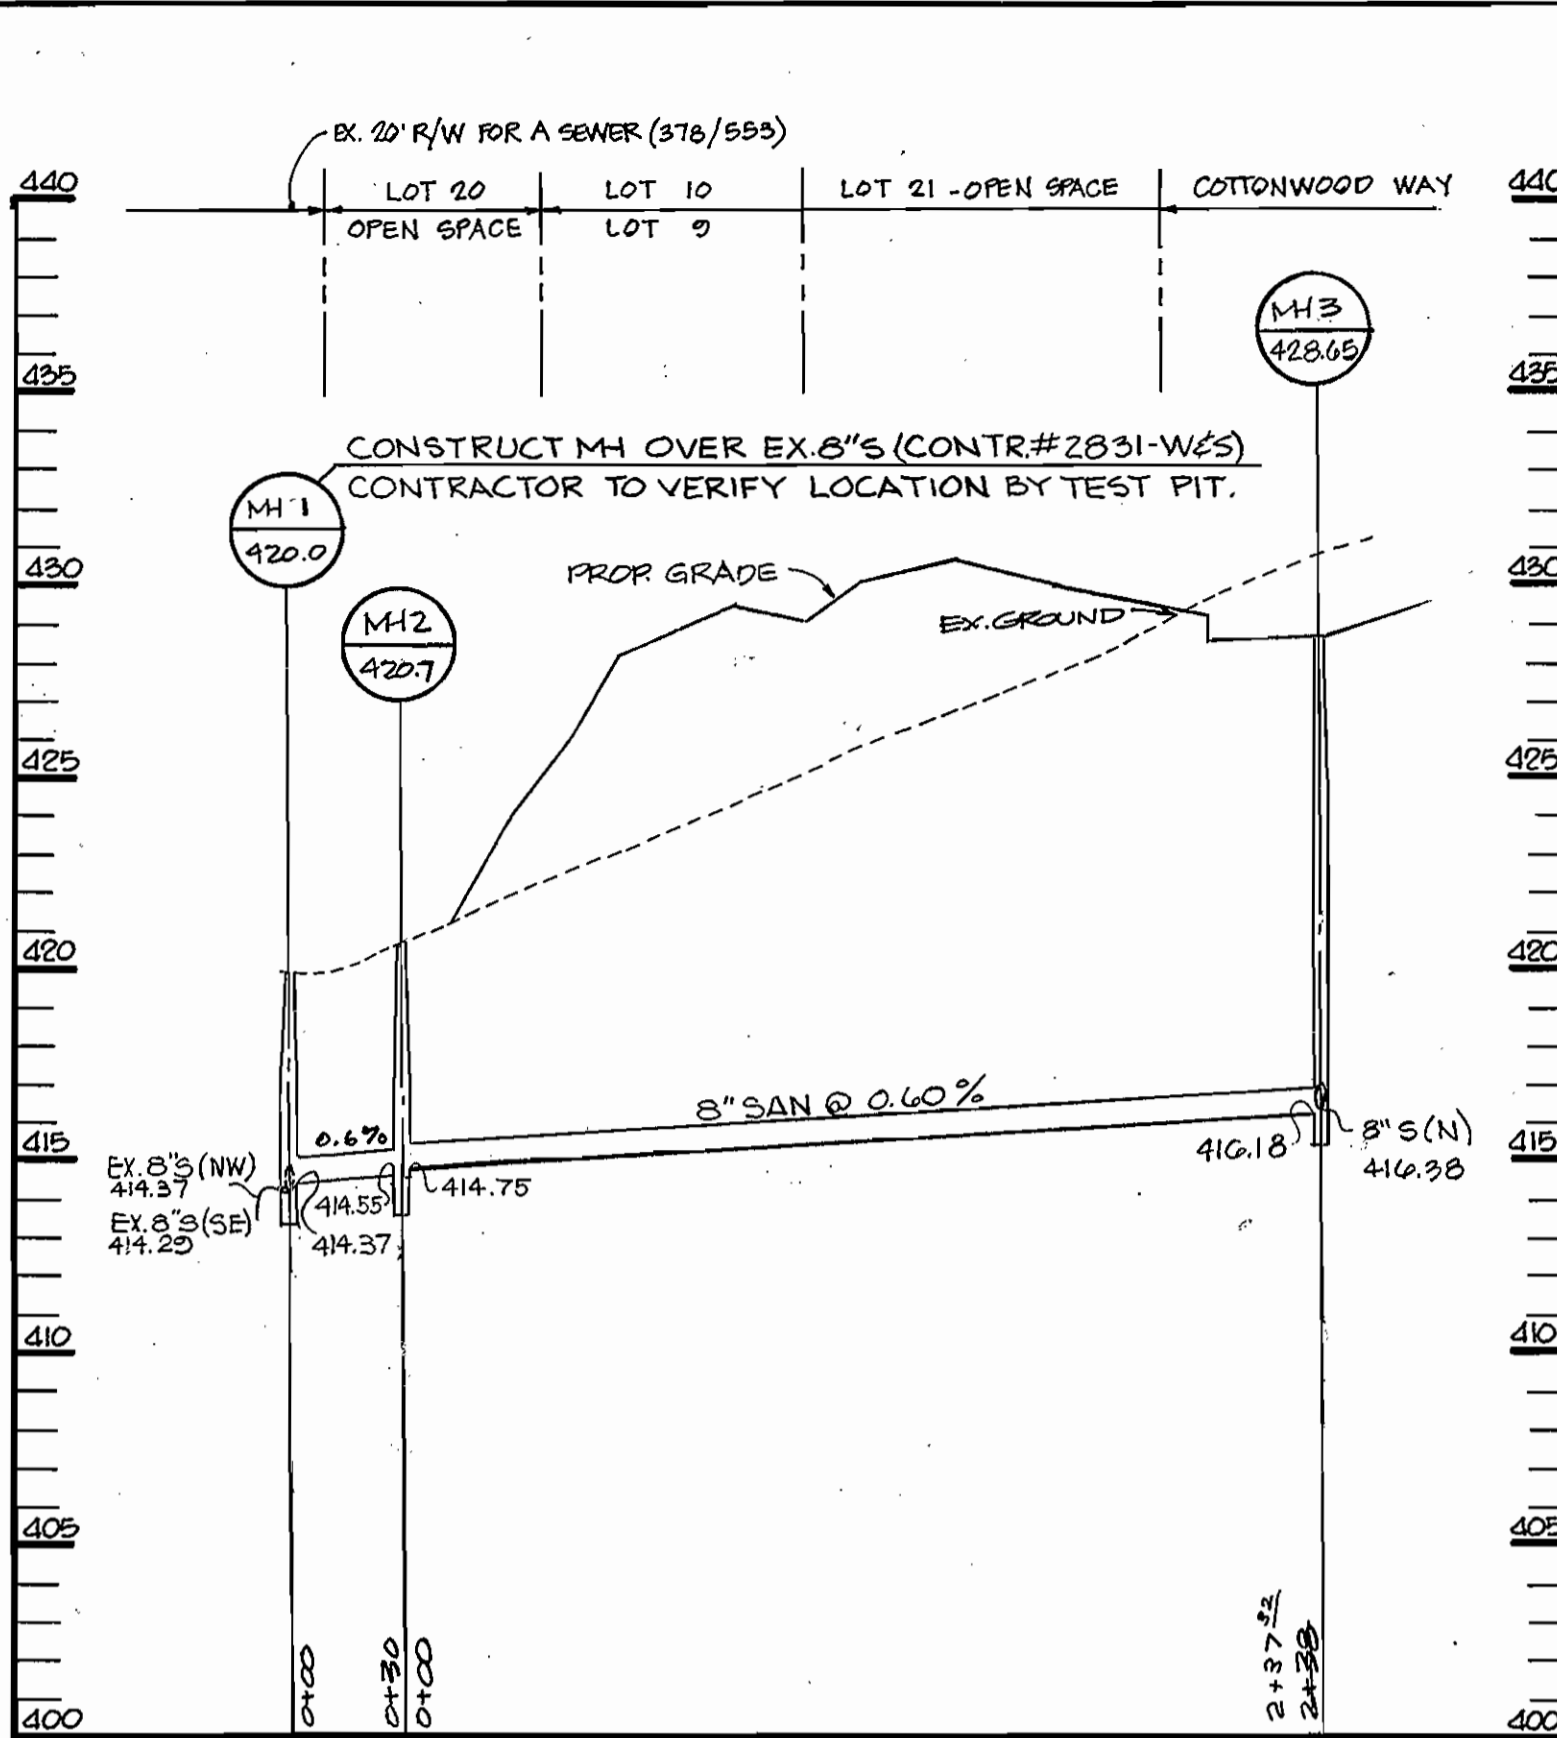 EX. 20' R/W FOR A SEWER (378/553)
LOT 20
OPEN SPACE
LOT 10
LOT 9
LOT 21 - OPEN SPACE
COTTONWOOD WAY
440
435
430
425
420
415
410
405
400
440
435
430
425
420
415
410
405
400
MH 3
428.65
CONSTRUCT MH OVER EX. 8"S (CONTR.#2831-W&S)
CONTRACTOR TO VERIFY LOCATION BY TEST PIT.
MH 1
420.0
MH2
420.7
PROP. GRADE
EX. GROUND
8" SAN @ 0.60%
0.6%
EX. 8"S (NW)
414.37
EX. 8"S (SE)
414.29
414.55
414.37
414.75
416.18
8" S (N)
416.38
0+00
0+30
0+00
2+37.32
2+38